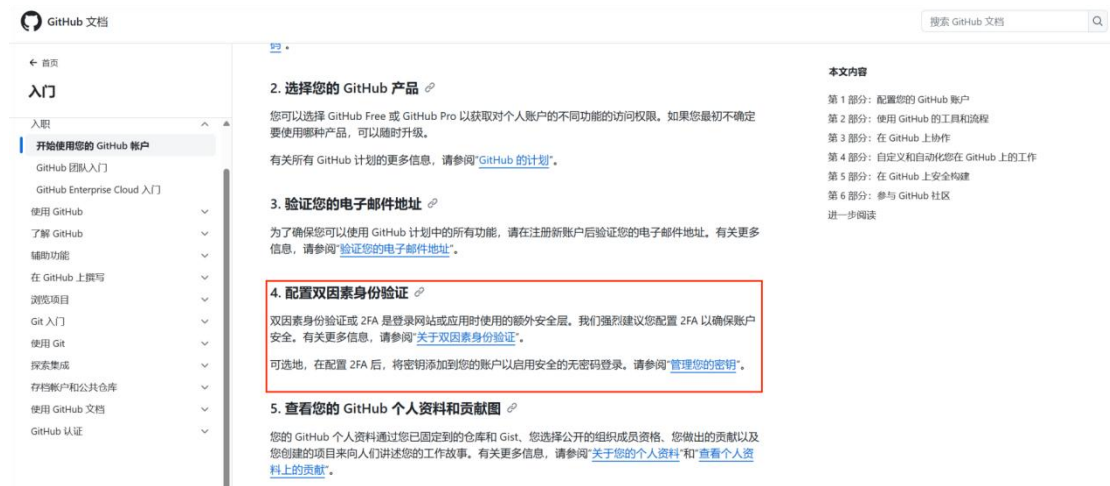 GitHub 文档
搜索 GitHub 文档
← 首页
入门
入职
开始使用您的 GitHub 帐户
GitHub 团队入门
GitHub Enterprise Cloud 入门
使用 GitHub
了解 GitHub
辅助功能
在 GitHub 上撰写
浏览项目
Git 入门
使用 Git
探索集成
存档帐户和公共仓库
使用 GitHub 文档
GitHub 认证
码。
2. 选择您的 GitHub 产品
您可以选择 GitHub Free 或 GitHub Pro 以获取对个人账户的不同功能的访问权限。如果您最初不确定
要使用哪种产品，可以随时升级。
有关所有 GitHub 计划的更多信息，请参阅“GitHub 的计划”。
3. 验证您的电子邮件地址
为了确保您可以使用 GitHub 计划中的所有功能，请在注册新账户后验证您的电子邮件地址。有关更多
信息，请参阅“验证您的电子邮件地址”。
4. 配置双因素身份验证
双因素身份验证或 2FA 是登录网站或应用时使用的额外安全层。我们强烈建议您配置 2FA 以确保账户
安全。有关更多信息，请参阅“关于双因素身份验证”。
可选地，在配置 2FA 后，将密钥添加到您的账户以启用安全的无密码登录。请参阅“管理您的密钥”。
5. 查看您的 GitHub 个人资料和贡献图
您的 GitHub 个人资料通过您已固定到的仓库和 Gist、您选择公开的组织成员资格、您做出的贡献以及
您创建的项目来向人们讲述您的工作故事。有关更多信息，请参阅“关于您的个人资料”和“查看个人资
料上的贡献”。
本文内容
第 1 部分：配置您的 GitHub 账户
第 2 部分：使用 GitHub 的工具和流程
第 3 部分：在 GitHub 上协作
第 4 部分：自定义和自动化您在 GitHub 上的工作
第 5 部分：在 GitHub 上安全构建
第 6 部分：参与 GitHub 社区
进一步阅读